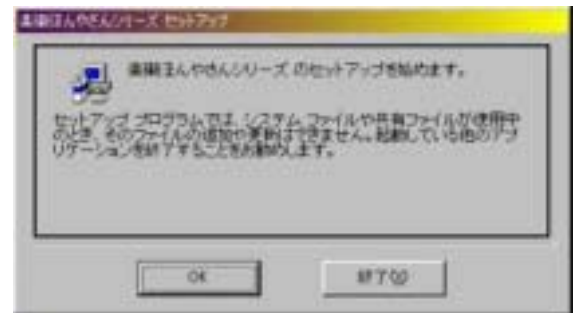 楽線ほんやさんシリーズ セットアップ
楽線ほんやさんシリーズ のセットアップを始めます。
セットアップ プログラムでは、システム ファイルや共有ファイルが使用中
のとき、そのファイルの追加や更新はできません。起動している他のアプ
リケーションを終了することをお勧めします。
OK
終了(X)